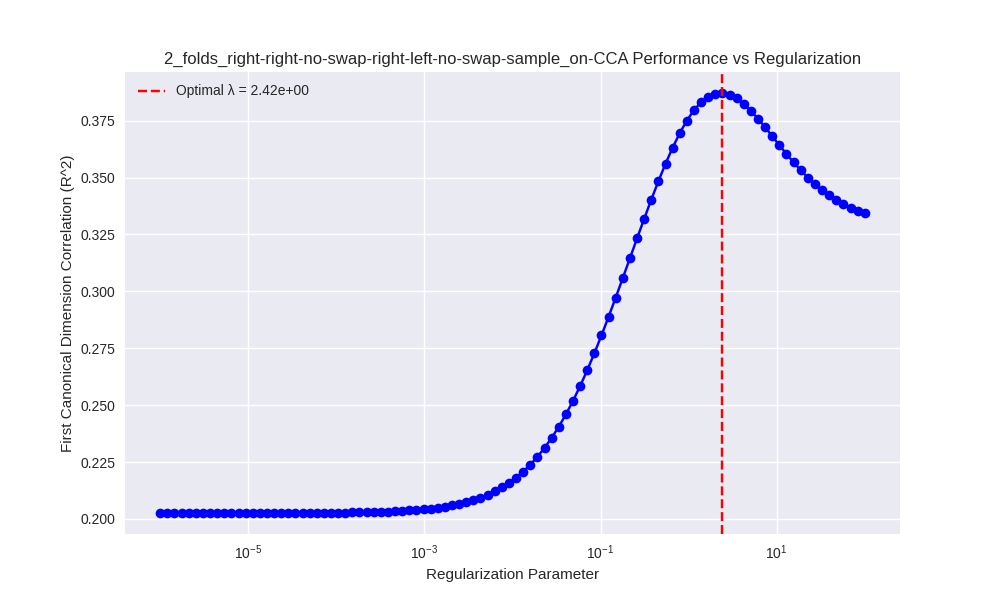 2_folds_right-right-no-swap-right-left-no-swap-sample_on-CCA Performance vs Regularization
Optimal λ = 2.42e+00
First Canonical Dimension Correlation (R^2)
0.375
0.350
0.325
0.300
0.275
0.250
0.225
0.200
10⁻⁵ 10⁻³ 10⁻¹ 10¹
Regularization Parameter